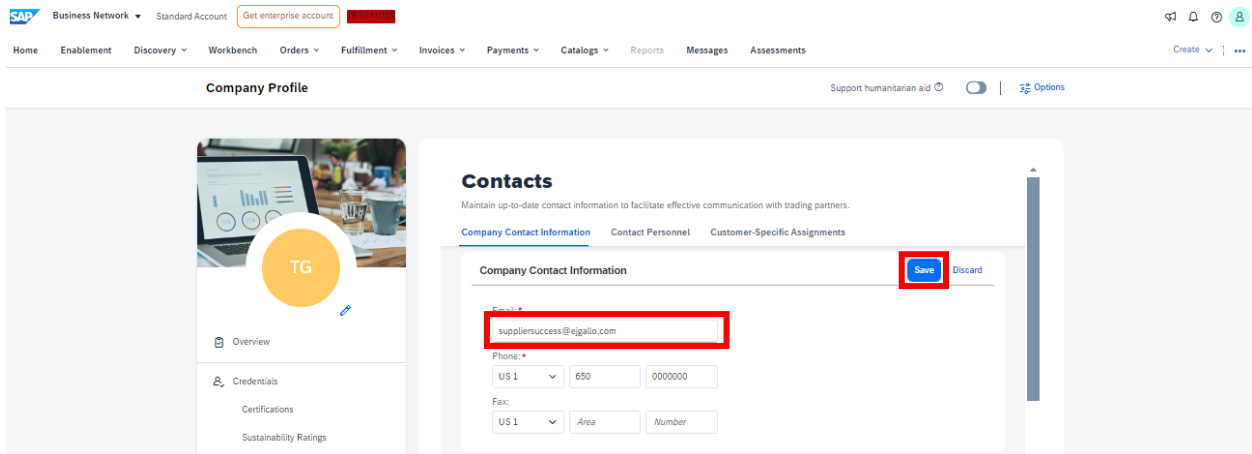 SAP Business Network Standard Account Get enterprise account TEST MODE
Home Enablement Discovery Workbench Orders Fulfillment Invoices Payments Catalogs Reports Messages Assessments Create
Company Profile Support humanitarian aid Options
Contacts
Maintain up-to-date contact information to facilitate effective communication with trading partners.
Company Contact Information Contact Personnel Customer-Specific Assignments
TG
Company Contact Information Save Discard
Email:*
suppliersuccess@ejgallo.com
Overview
Phone:*
US 1 650 0000000
Credentials
Fax:
Certifications
US 1 Area Number
Sustainability Ratings